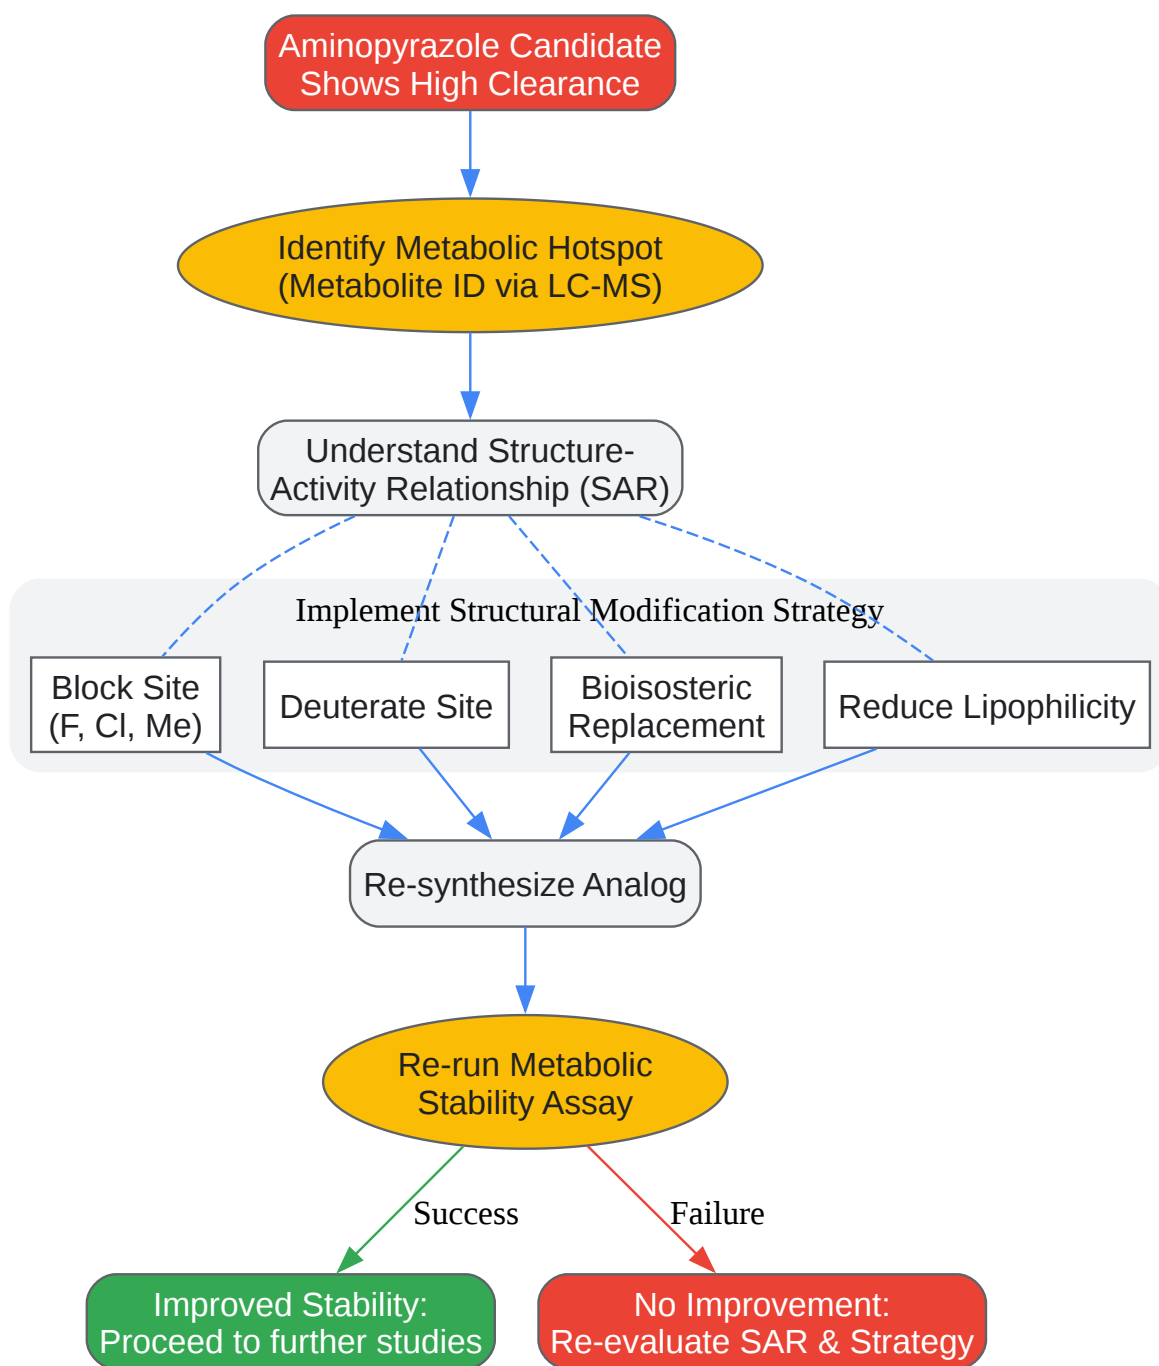 Aminopyrazole Candidate
Shows High Clearance
Identify Metabolic Hotspot
(Metabolite ID via LC-MS)
Understand Structure-
Activity Relationship (SAR)
Implement Structural Modification Strategy
Block Site
(F, Cl, Me)
Deuterate Site
Bioisosteric
Replacement
Reduce Lipophilicity
Re-synthesize Analog
Re-run Metabolic
Stability Assay
Success
Failure
Improved Stability:
Proceed to further studies
No Improvement:
Re-evaluate SAR & Strategy